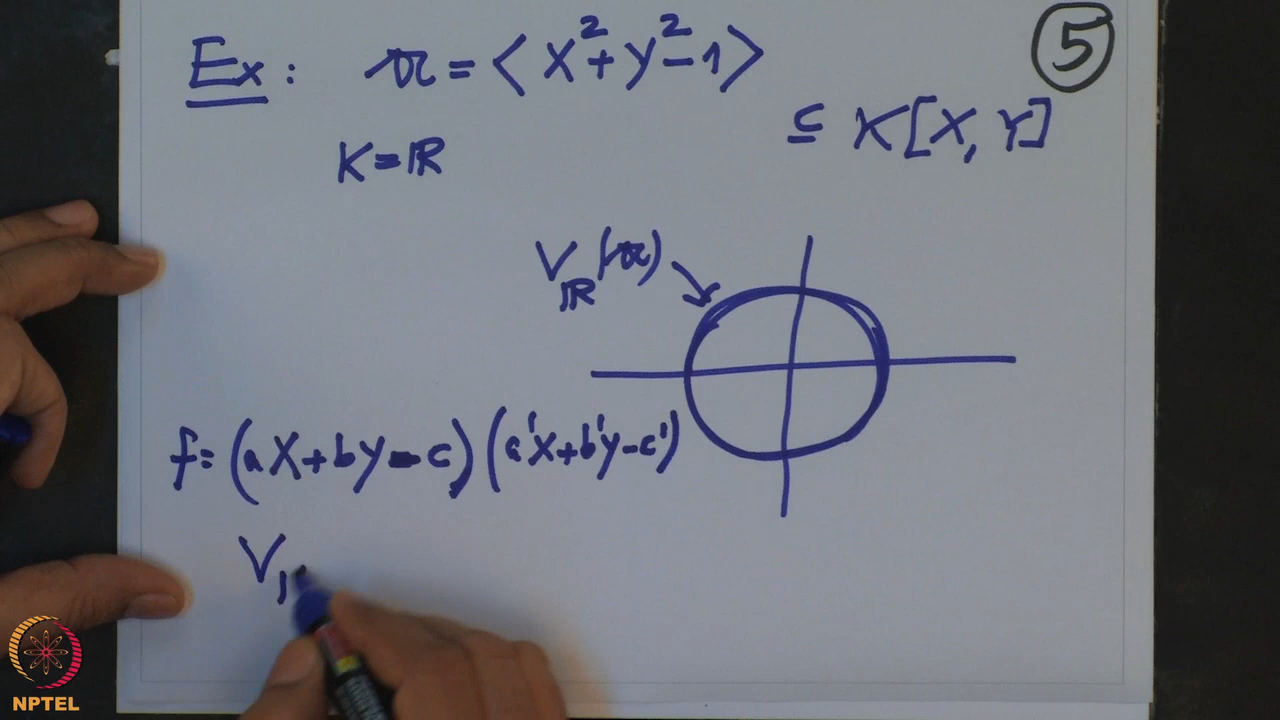 Ex: 𝔞 = ⟨X²+Y²-1⟩
⊆ K[X, Y]
5
K=ℝ
V_ℝ(𝔞)
f= (aX+bY-c)(a'X+b'Y-c')
V
NPTEL